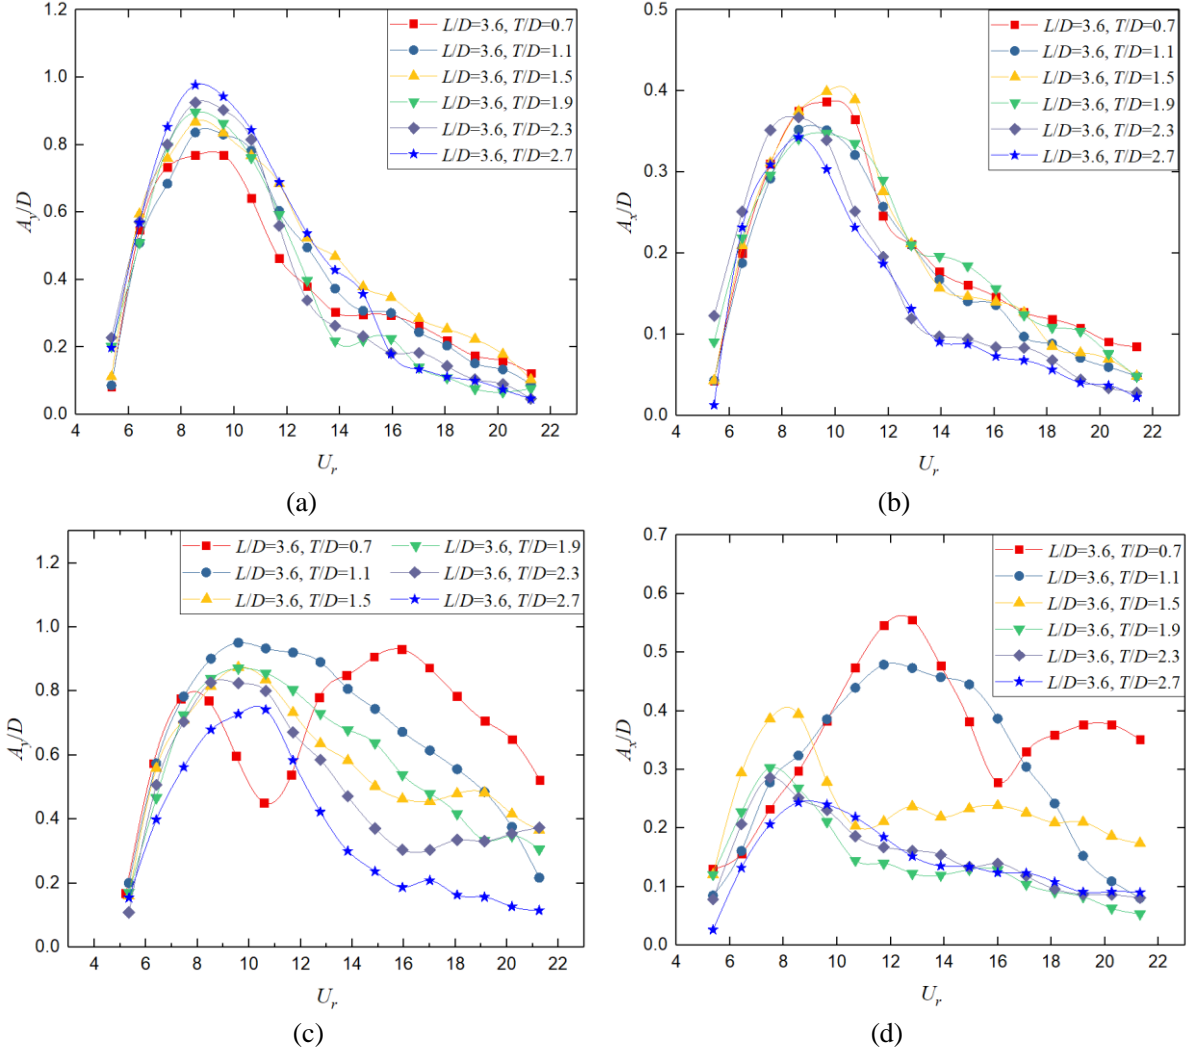 1.2
1.0
0.8
0.6
0.4
0.2
0.0
A_y/D
4 6 8 10 12 14 16 18 20 22
U_r
L/D=3.6, T/D=0.7
L/D=3.6, T/D=1.1
L/D=3.6, T/D=1.5
L/D=3.6, T/D=1.9
L/D=3.6, T/D=2.3
L/D=3.6, T/D=2.7
(a)
0.5
0.4
0.3
0.2
0.1
0.0
A_x/D
4 6 8 10 12 14 16 18 20 22
U_r
L/D=3.6, T/D=0.7
L/D=3.6, T/D=1.1
L/D=3.6, T/D=1.5
L/D=3.6, T/D=1.9
L/D=3.6, T/D=2.3
L/D=3.6, T/D=2.7
(b)
1.2
1.0
0.8
0.6
0.4
0.2
0.0
A_y/D
4 6 8 10 12 14 16 18 20 22
U_r
L/D=3.6, T/D=0.7 L/D=3.6, T/D=1.9
L/D=3.6, T/D=1.1 L/D=3.6, T/D=2.3
L/D=3.6, T/D=1.5 L/D=3.6, T/D=2.7
(c)
0.7
0.6
0.5
0.4
0.3
0.2
0.1
0.0
A_x/D
4 6 8 10 12 14 16 18 20 22
U_r
L/D=3.6, T/D=0.7
L/D=3.6, T/D=1.1
L/D=3.6, T/D=1.5
L/D=3.6, T/D=1.9
L/D=3.6, T/D=2.3
L/D=3.6, T/D=2.7
(d)